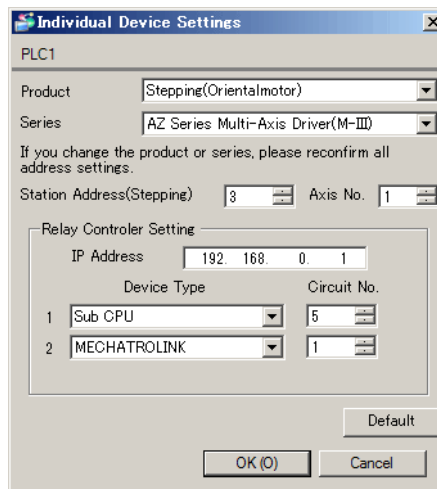 Individual Device Settings
PLC1
Product Stepping(Orientalmotor)
Series AZ Series Multi-Axis Driver(M-III)
If you change the product or series, please reconfirm all
address settings.
Station Address(Stepping) 3 Axis No. 1
Relay Controler Setting
IP Address 192. 168. 0. 1
Device Type Circuit No.
1 Sub CPU 5
2 MECHATROLINK 1
Default
OK (O) Cancel